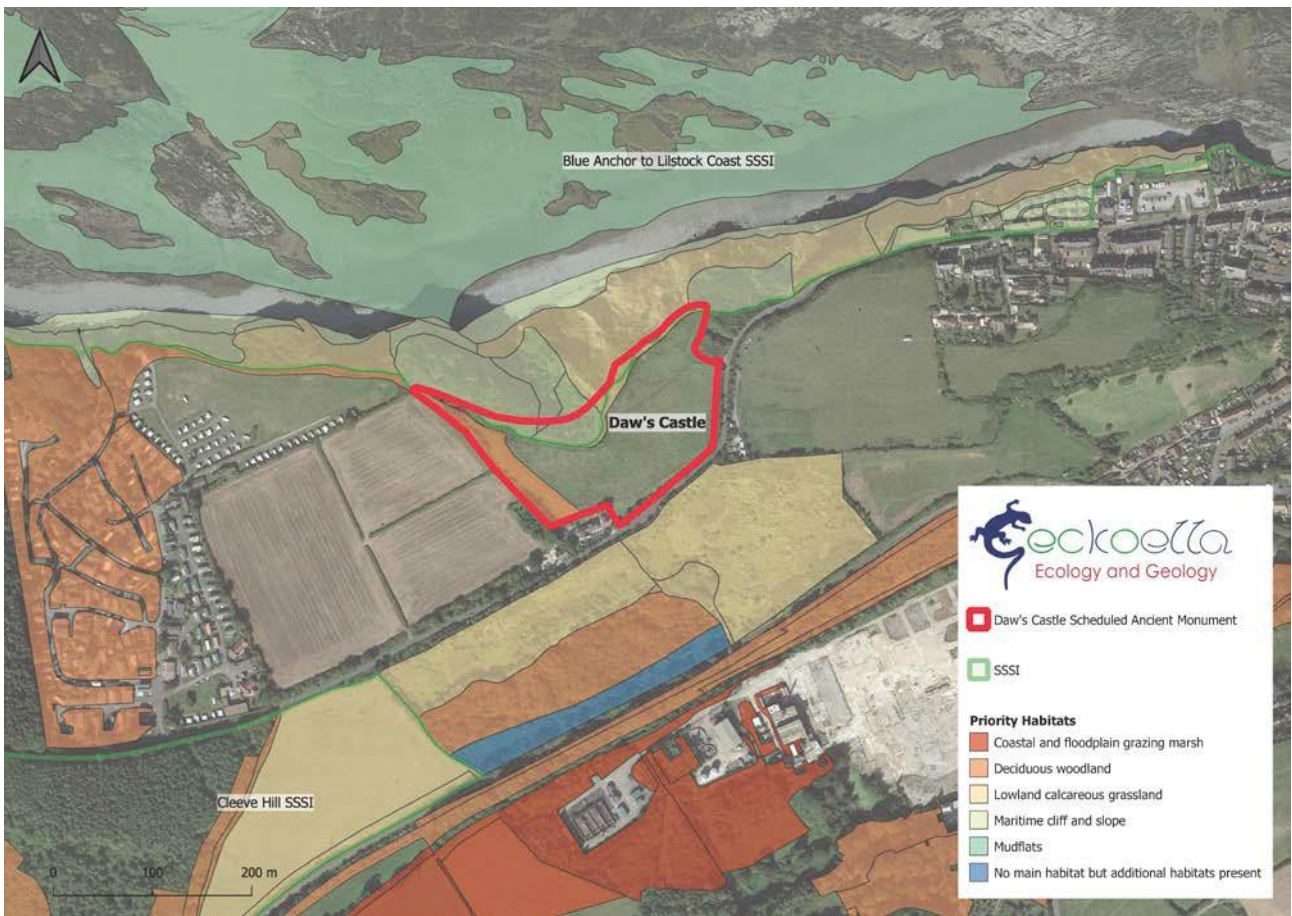 Blue Anchor to Lilstock Coast SSSI
Daw's Castle
Cleeve Hill SSSI
0 100 200 m
Geckoella
Ecology and Geology
Daw's Castle Scheduled Ancient Monument
SSSI
Priority Habitats
Coastal and floodplain grazing marsh
Deciduous woodland
Lowland calcareous grassland
Maritime cliff and slope
Mudflats
No main habitat but additional habitats present